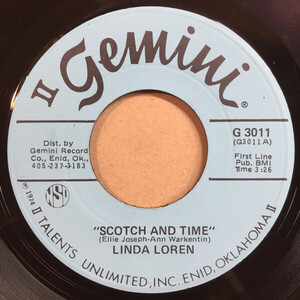 II Gemini®
Dist. by
Gemini Record
Co., Enid, Ok.,
405-237-3183
G 3011
(G3011 A)
First Line
Pub. BMI
Time 3:26
"SCOTCH AND TIME"
(Ellie Joseph-Ann Warkentin)
LINDA LOREN
℗ 1974 II TALENTS UNLIMITED, INC. ENID, OKLAHOMA II